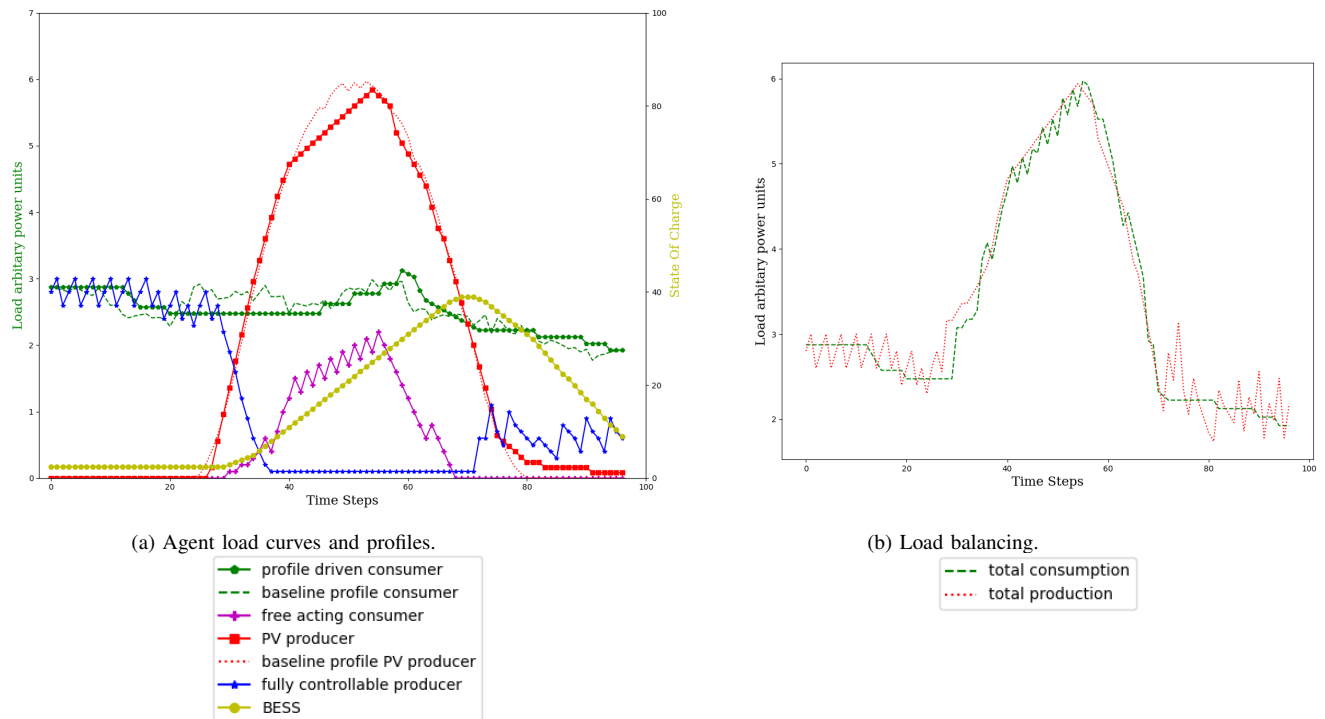 7
6
5
4
3
2
1
0
Load arbitary power units
100
80
60
40
20
0
State Of Charge
0 20 40 60 80 100
Time Steps
(a) Agent load curves and profiles.
profile driven consumer
baseline profile consumer
free acting consumer
PV producer
baseline profile PV producer
fully controllable producer
BESS
6
5
4
3
2
Load arbitary power units
0 20 40 60 80 100
Time Steps
(b) Load balancing.
total consumption
total production